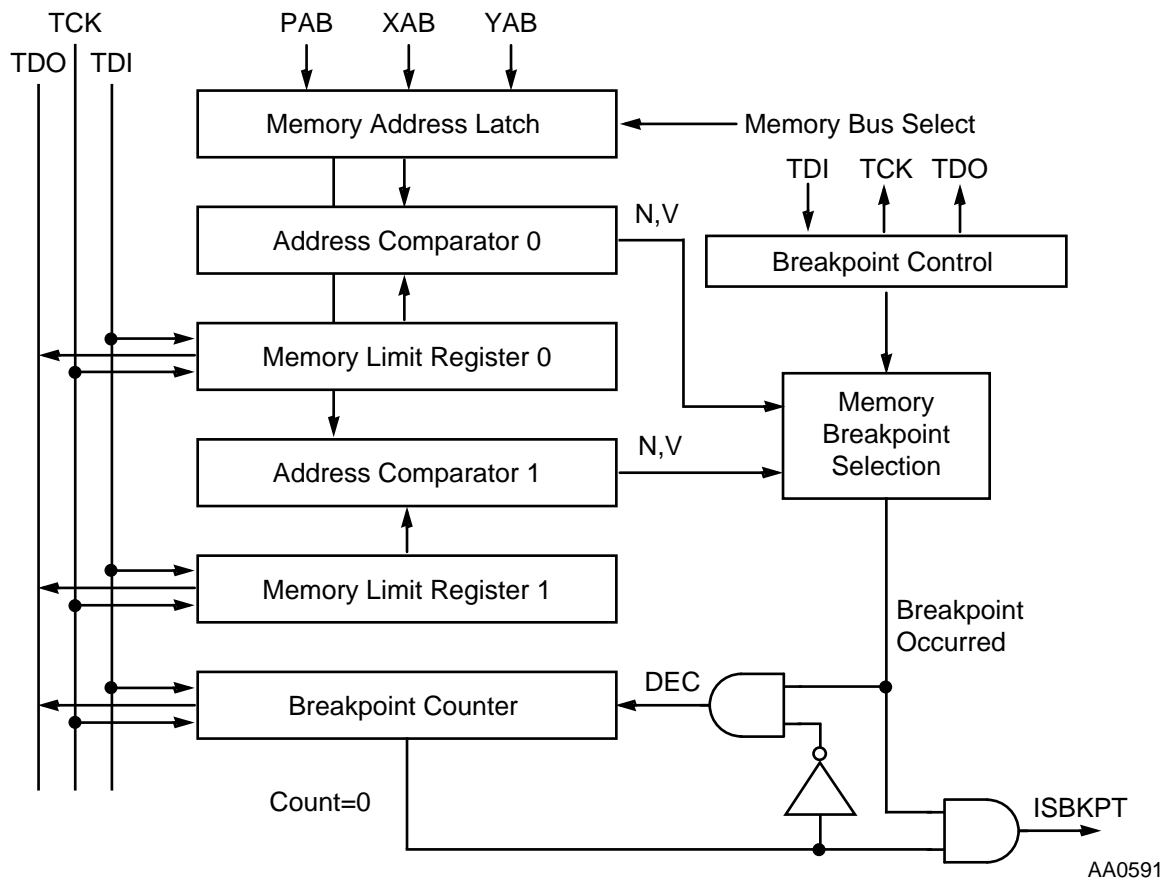 TCK
PAB XAB YAB
TDO TDI
Memory Address Latch
Memory Bus Select
TDI TCK TDO
N,V
Address Comparator 0
Breakpoint Control
Memory Limit Register 0
Memory
Breakpoint
Selection
N,V
Address Comparator 1
Memory Limit Register 1
Breakpoint
Occurred
DEC
Breakpoint Counter
Count=0
ISBKPT
AA0591